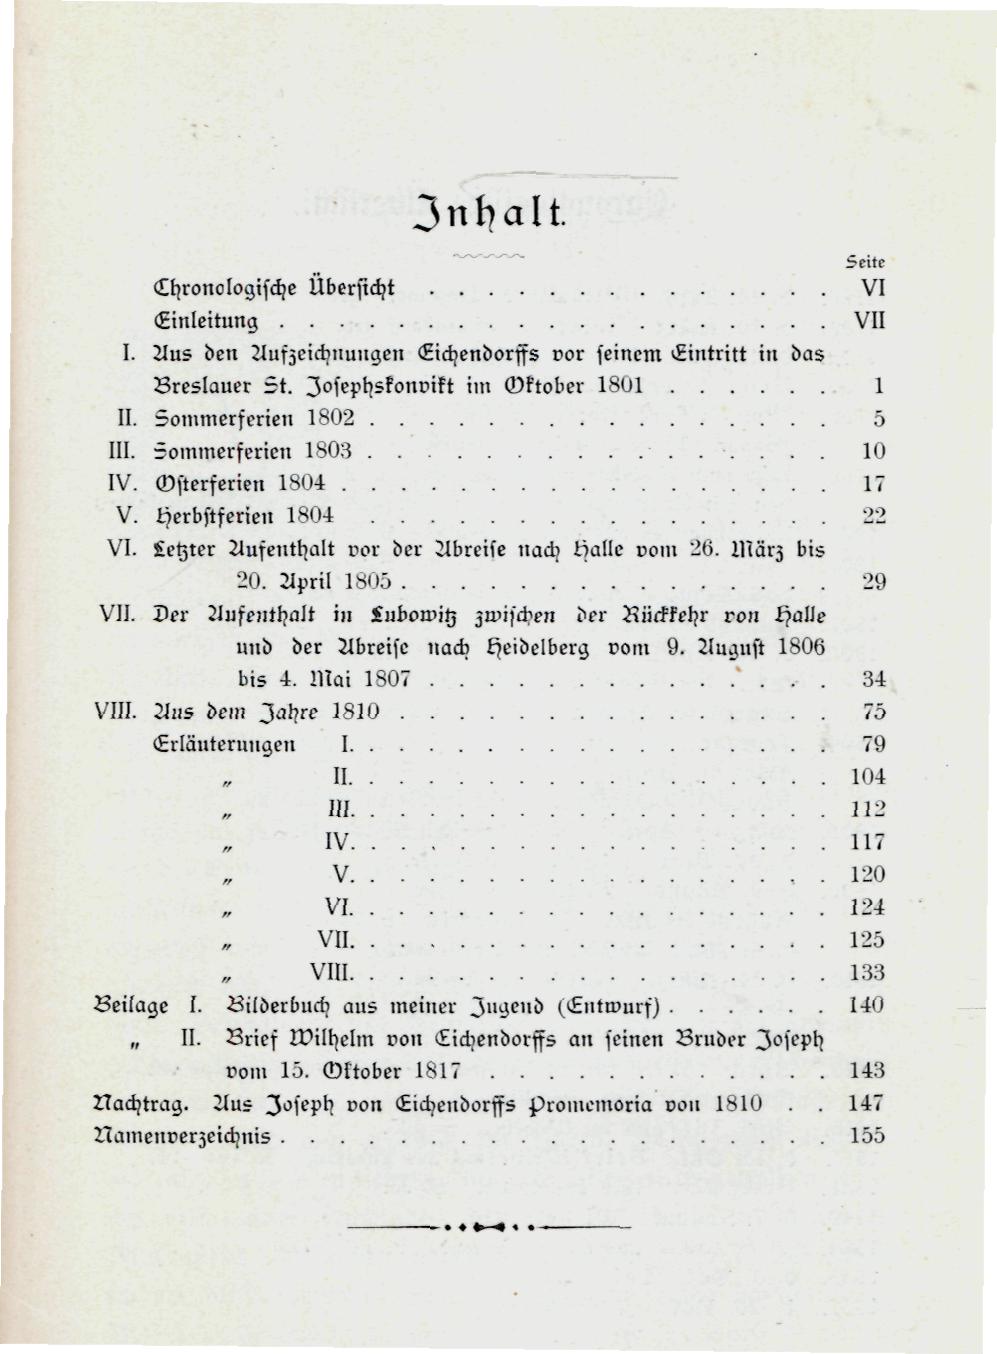 Inhalt.
Seite
Chronologische Übersicht . . . . . . . . . . . . . . VI
Einleitung . . . . . . . . . . . . . . . . . . . VII
I. Aus den Aufzeichnungen Eichendorffs vor seinem Eintritt in das
Breslauer St. Josephskonvikt im Oktober 1801 . . . . . . 1
II. Sommerferien 1802 . . . . . . . . . . . . . . . . 5
III. Sommerferien 1803 . . . . . . . . . . . . . . . . 10
IV. Osterferien 1804 . . . . . . . . . . . . . . . . . 17
V. Herbstferien 1804 . . . . . . . . . . . . . . . . 22
VI. Letzter Aufenthalt vor der Abreise nach Halle vom 26. März bis
20. April 1805 . . . . . . . . . . . . . . . 29
VII. Der Aufenthalt in Lubowitz zwischen der Rückkehr von Halle
und der Abreise nach Heidelberg vom 9. August 1806
bis 4. Mai 1807 . . . . . . . . . . . . . . 34
VIII. Aus dem Jahre 1810 . . . . . . . . . . . . . . . 75
Erläuterungen I. . . . . . . . . . . . . . . . . 79
„ II. . . . . . . . . . . . . . . . . 104
„ III. . . . . . . . . . . . . . . . . 112
„ IV. . . . . . . . . . . . . . . . . 117
„ V. . . . . . . . . . . . . . . . . 120
„ VI. . . . . . . . . . . . . . . . . 124
„ VII. . . . . . . . . . . . . . . . . 125
„ VIII. . . . . . . . . . . . . . . . . 133
Beilage I. Bilderbuch aus meiner Jugend (Entwurf) . . . . . . 140
„ II. Brief Wilhelm von Eichendorffs an seinen Bruder Joseph
vom 15. Oktober 1817 . . . . . . . . . . . . 143
Nachtrag. Aus Joseph von Eichendorffs Promemoria von 1810 . . 147
Namenverzeichnis . . . . . . . . . . . . . . . . . . . 155